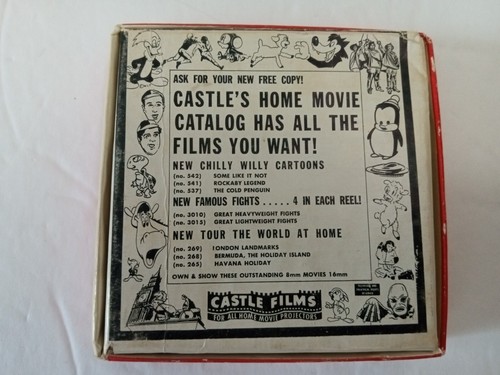 ASK FOR YOUR NEW FREE COPY!
CASTLE'S HOME MOVIE
CATALOG HAS ALL THE
FILMS YOU WANT!
NEW CHILLY WILLY CARTOONS
(no. 542) SOME LIKE IT NOT
(no. 541) ROCKABY LEGEND
(no. 537) THE COLD PENGUIN
NEW FAMOUS FIGHTS ..... 4 IN EACH REEL!
(no. 3010) GREAT HEAVYWEIGHT FIGHTS
(no. 3015) GREAT LIGHTWEIGHT FIGHTS
NEW TOUR THE WORLD AT HOME
(no. 269) LONDON LANDMARKS
(no. 268) BERMUDA, THE HOLIDAY ISLAND
(no. 265) HAVANA HOLIDAY
OWN & SHOW THESE OUTSTANDING 8mm MOVIES 16mm
CASTLE FILMS
FOR ALL HOME MOVIE PROJECTORS